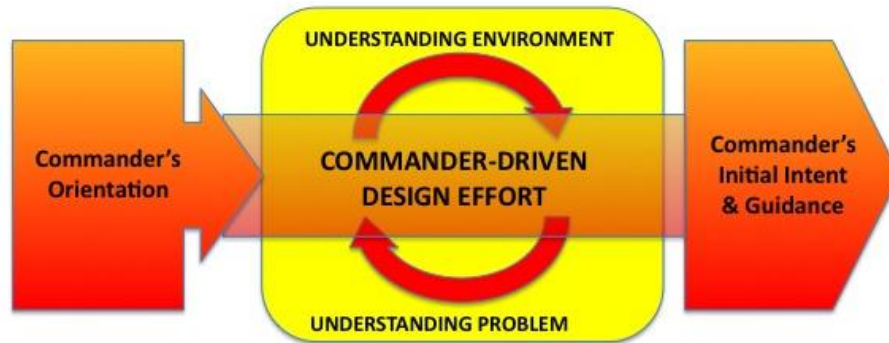 Commander's
Orientation
UNDERSTANDING ENVIRONMENT
COMMANDER-DRIVEN
DESIGN EFFORT
UNDERSTANDING PROBLEM
Commander's
Initial Intent
& Guidance